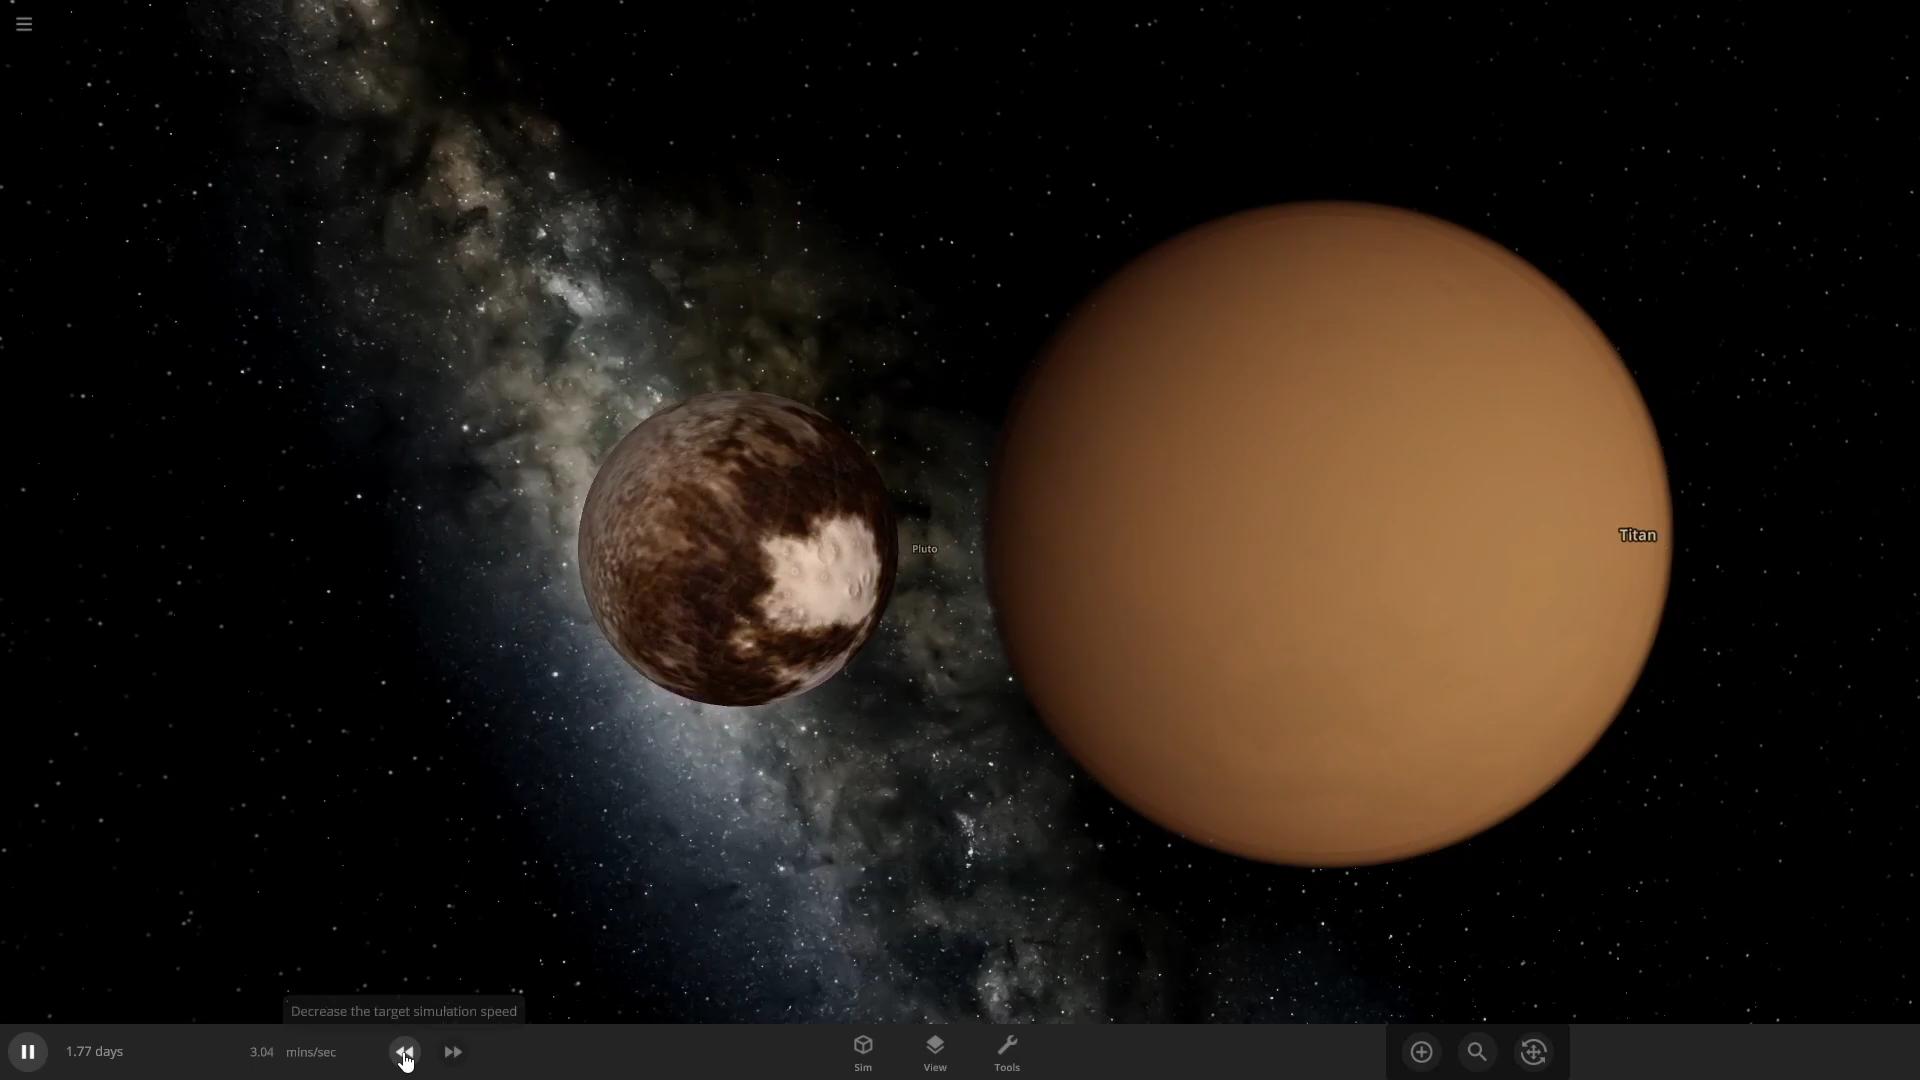 Pluto
Titan
Decrease the target simulation speed
1.77 days
3.04 mins/sec
Sim
View
Tools